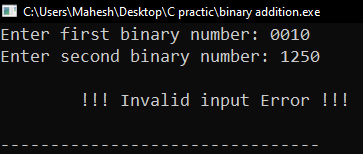 C:\Users\Mahesh\Desktop\C practic\binary addition.exe
Enter first binary number: 0010
Enter second binary number: 1250
!!! Invalid input Error !!!
--------------------------------